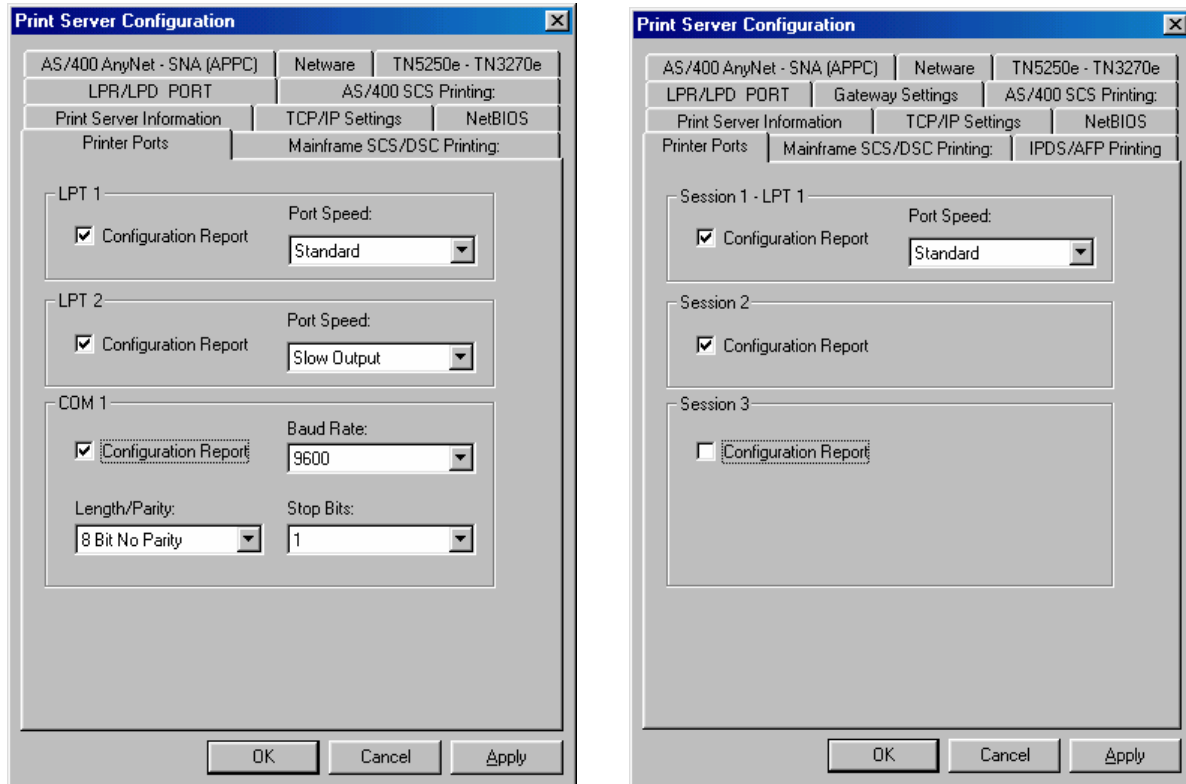 Print Server Configuration
AS/400 AnyNet - SNA (APPC)
Netware
TN5250e - TN3270e
LPR/LPD PORT
AS/400 SCS Printing:
Print Server Information
TCP/IP Settings
NetBIOS
Printer Ports
Mainframe SCS/DSC Printing:
LPT 1
Configuration Report
Port Speed:
Standard
LPT 2
Configuration Report
Port Speed:
Slow Output
COM 1
Configuration Report
Baud Rate:
9600
Length/Parity:
8 Bit No Parity
Stop Bits:
1
OK
Cancel
Apply
Print Server Configuration
AS/400 AnyNet - SNA (APPC)
Netware
TN5250e - TN3270e
LPR/LPD PORT
Gateway Settings
AS/400 SCS Printing:
Print Server Information
TCP/IP Settings
NetBIOS
Printer Ports
Mainframe SCS/DSC Printing:
IPDS/AFP Printing
Session 1 - LPT 1
Configuration Report
Port Speed:
Standard
Session 2
Configuration Report
Session 3
Configuration Report
OK
Cancel
Apply